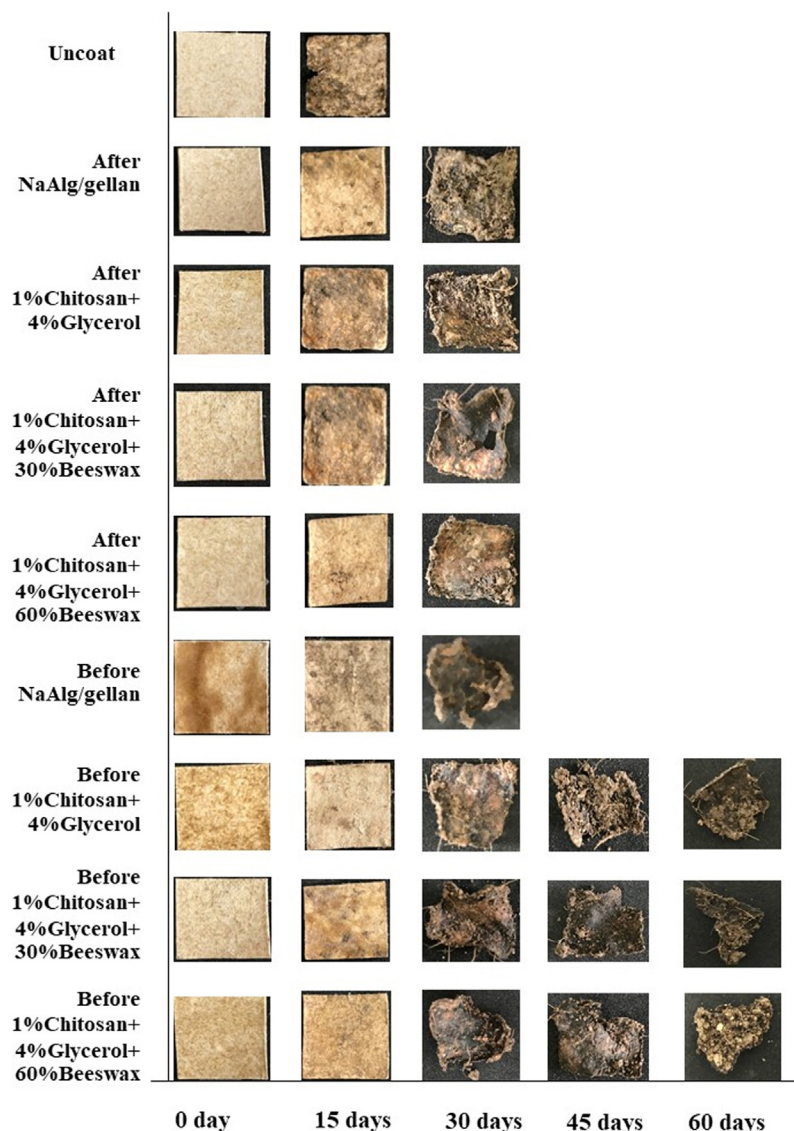 Uncoat
After
NaAlg/gellan
After
1%Chitosan+
4%Glycerol
After
1%Chitosan+
4%Glycerol+
30%Beeswax
After
1%Chitosan+
4%Glycerol+
60%Beeswax
Before
NaAlg/gellan
Before
1%Chitosan+
4%Glycerol
Before
1%Chitosan+
4%Glycerol+
30%Beeswax
Before
1%Chitosan+
4%Glycerol+
60%Beeswax
0 day 15 days 30 days 45 days 60 days